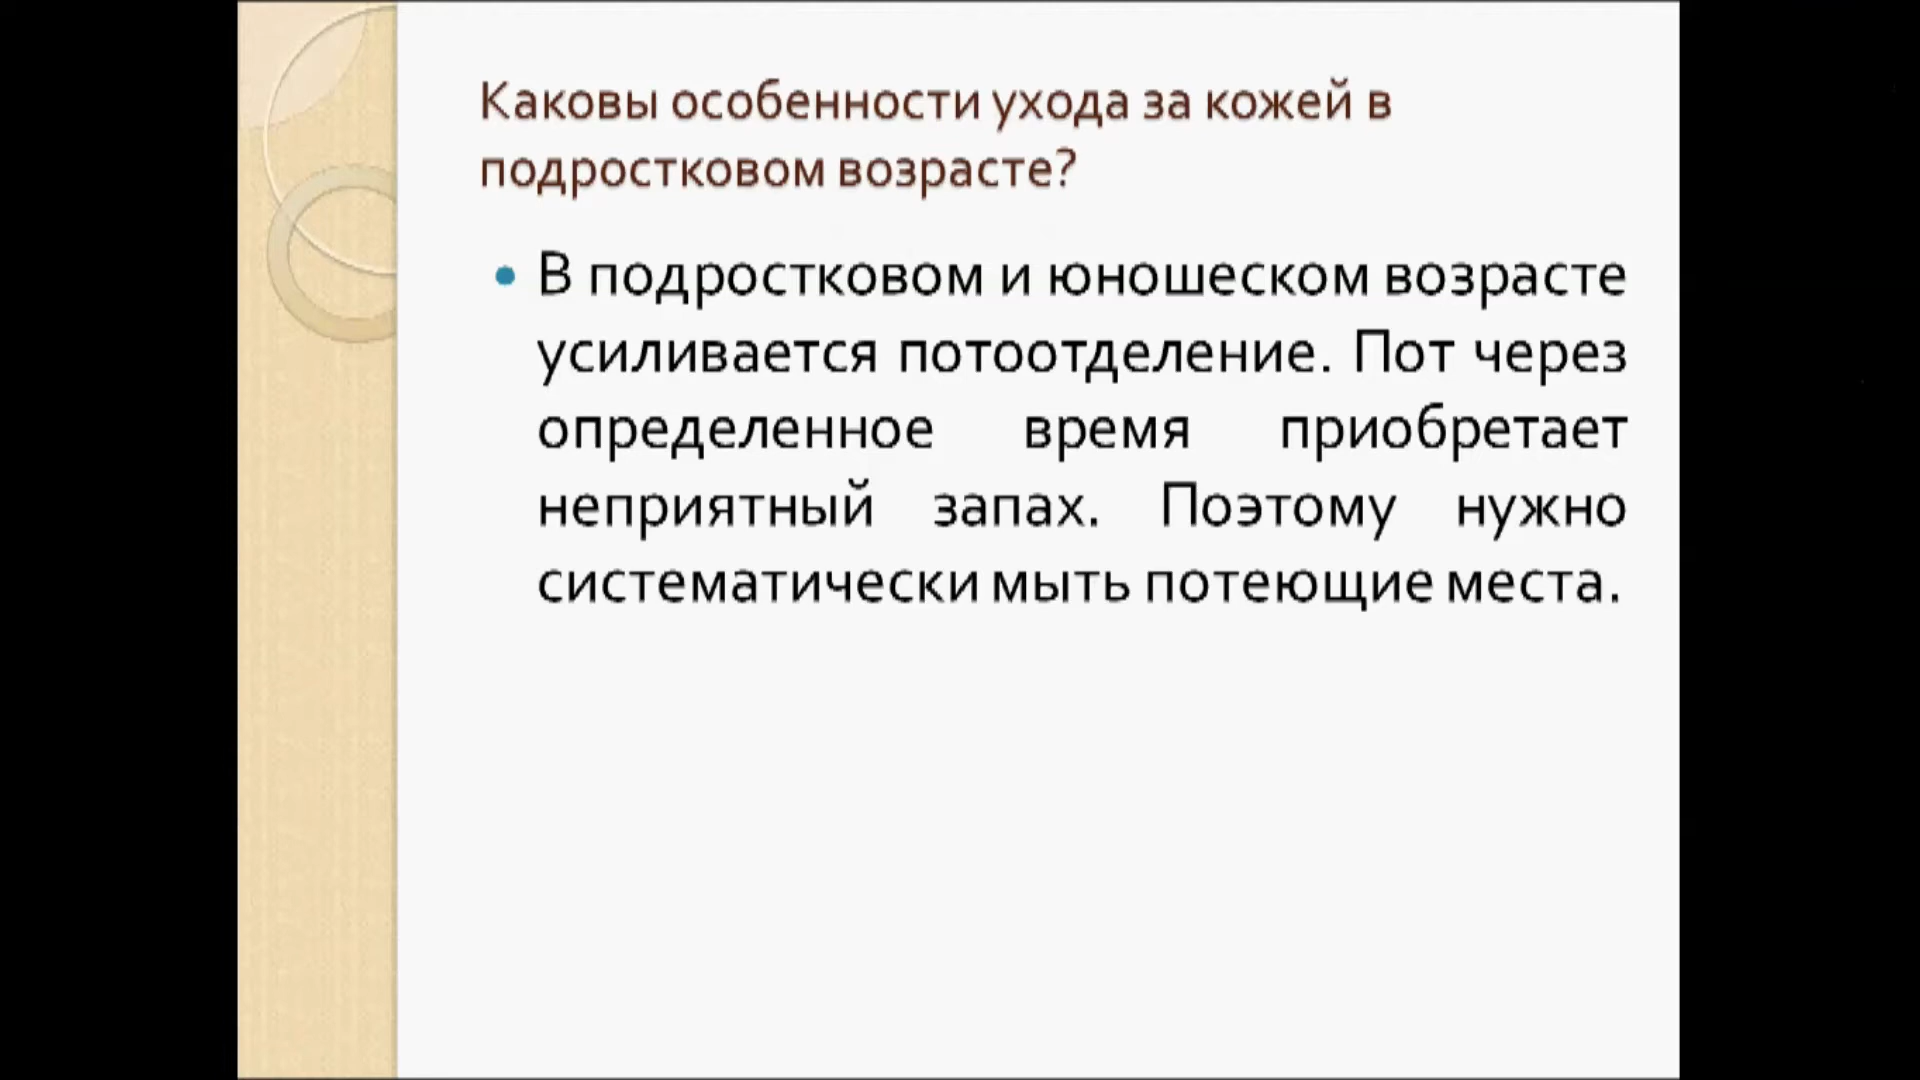 Каковы особенности ухода за кожей в
подростковом возрасте?
• В подростковом и юношеском возрасте
усиливается потоотделение. Пот через
определенное время приобретает
неприятный запах. Поэтому нужно
систематически мыть потеющие места.